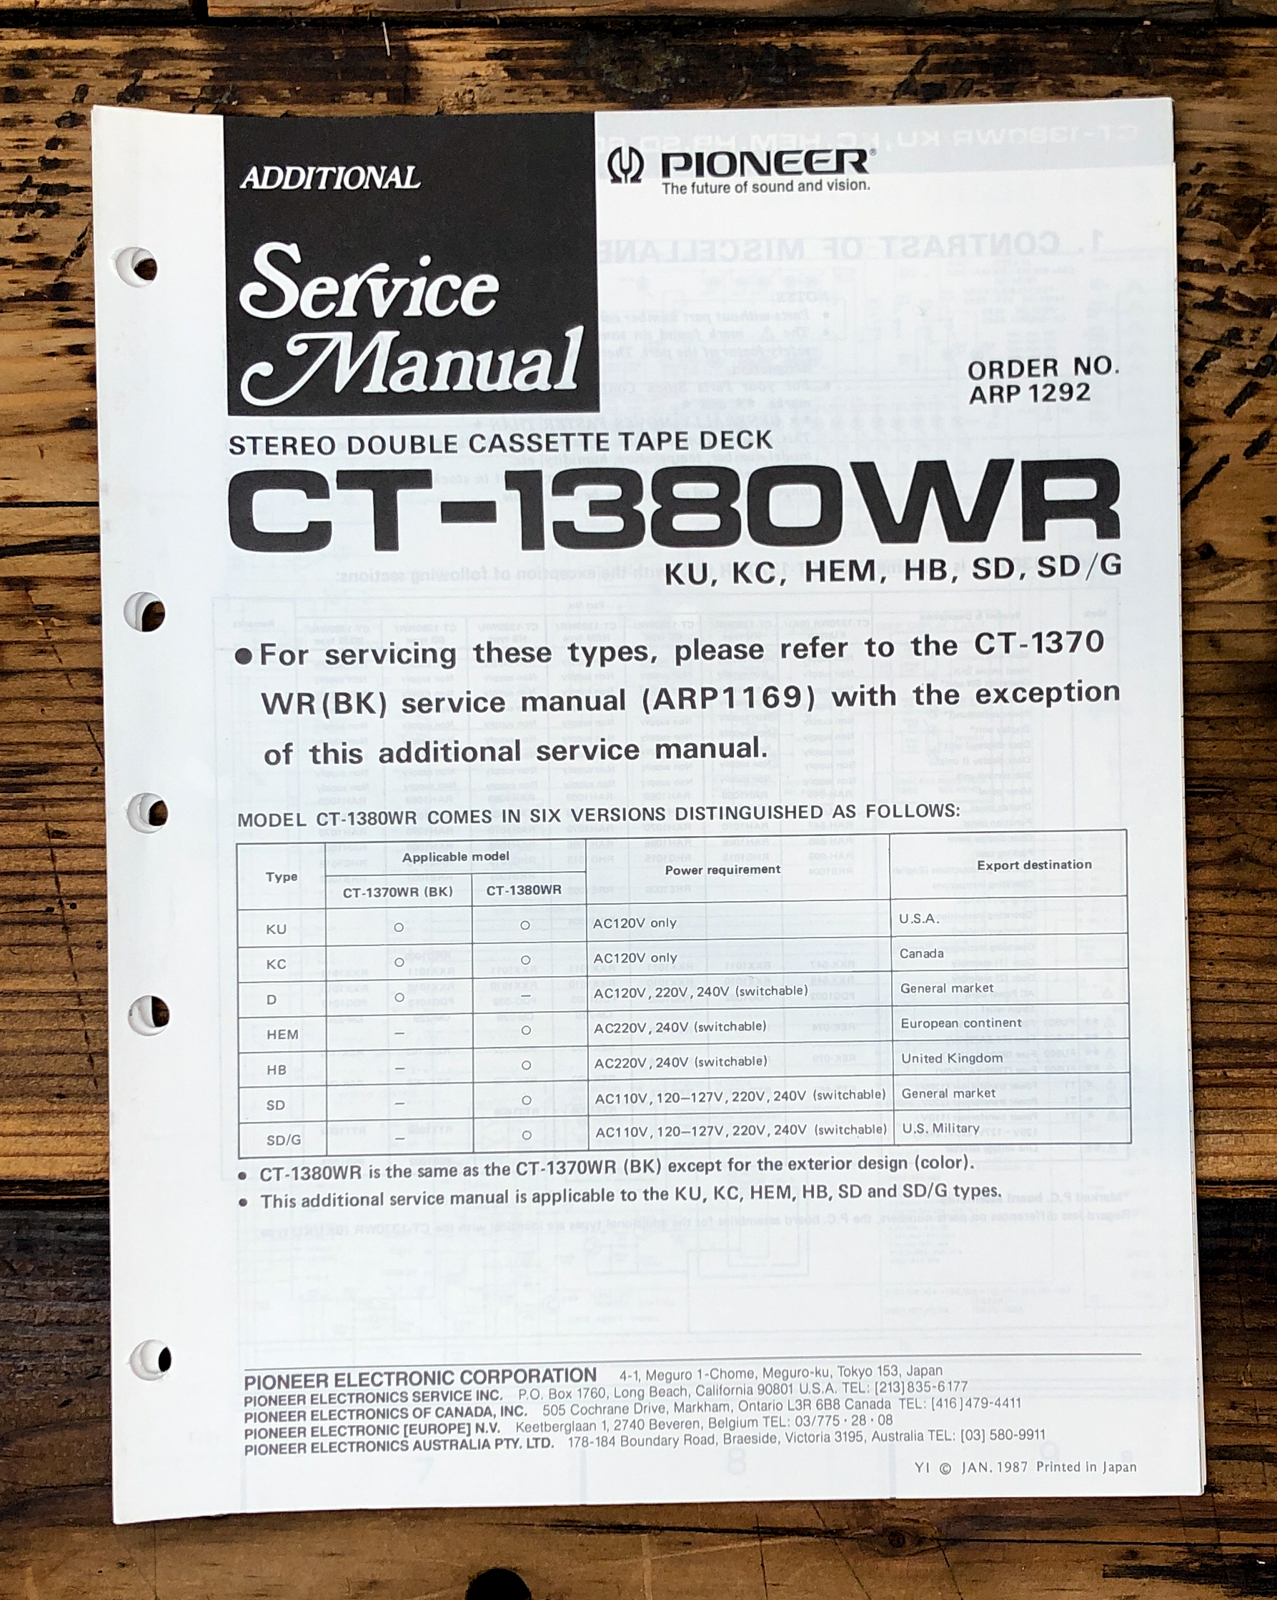 ADDITIONAL
Service
Manual
PIONEER®
The future of sound and vision.
ORDER NO.
ARP 1292
STEREO DOUBLE CASSETTE TAPE DECK
CT-1380WR
KU, KC, HEM, HB, SD, SD/G
● For servicing these types, please refer to the CT-1370
WR(BK) service manual (ARP1169) with the exception
of this additional service manual.
MODEL CT-1380WR COMES IN SIX VERSIONS DISTINGUISHED AS FOLLOWS:
Type Applicable model Power requirement Export destination
CT-1370WR (BK) CT-1380WR
KU ○ ○ AC120V only U.S.A.
KC ○ ○ AC120V only Canada
D ○ – AC120V, 220V, 240V (switchable) General market
HEM – ○ AC220V, 240V (switchable) European continent
HB – ○ AC220V, 240V (switchable) United Kingdom
SD – ○ AC110V, 120–127V, 220V, 240V (switchable) General market
SD/G – ○ AC110V, 120–127V, 220V, 240V (switchable) U.S. Military
● CT-1380WR is the same as the CT-1370WR (BK) except for the exterior design (color).
● This additional service manual is applicable to the KU, KC, HEM, HB, SD and SD/G types.
PIONEER ELECTRONIC CORPORATION 4-1, Meguro 1-Chome, Meguro-ku, Tokyo 153, Japan
PIONEER ELECTRONICS SERVICE INC. P.O. Box 1760, Long Beach, California 90801 U.S.A. TEL: [213] 835-6177
PIONEER ELECTRONICS OF CANADA, INC. 505 Cochrane Drive, Markham, Ontario L3R 6B8 Canada TEL: [416] 479-4411
PIONEER ELECTRONIC [EUROPE] N.V. Keetberglaan 1, 2740 Beveren, Belgium TEL: 03/775 · 28 · 08
PIONEER ELECTRONICS AUSTRALIA PTY. LTD. 178-184 Boundary Road, Braeside, Victoria 3195, Australia TEL: [03] 580-9911
YI © JAN. 1987 Printed in Japan